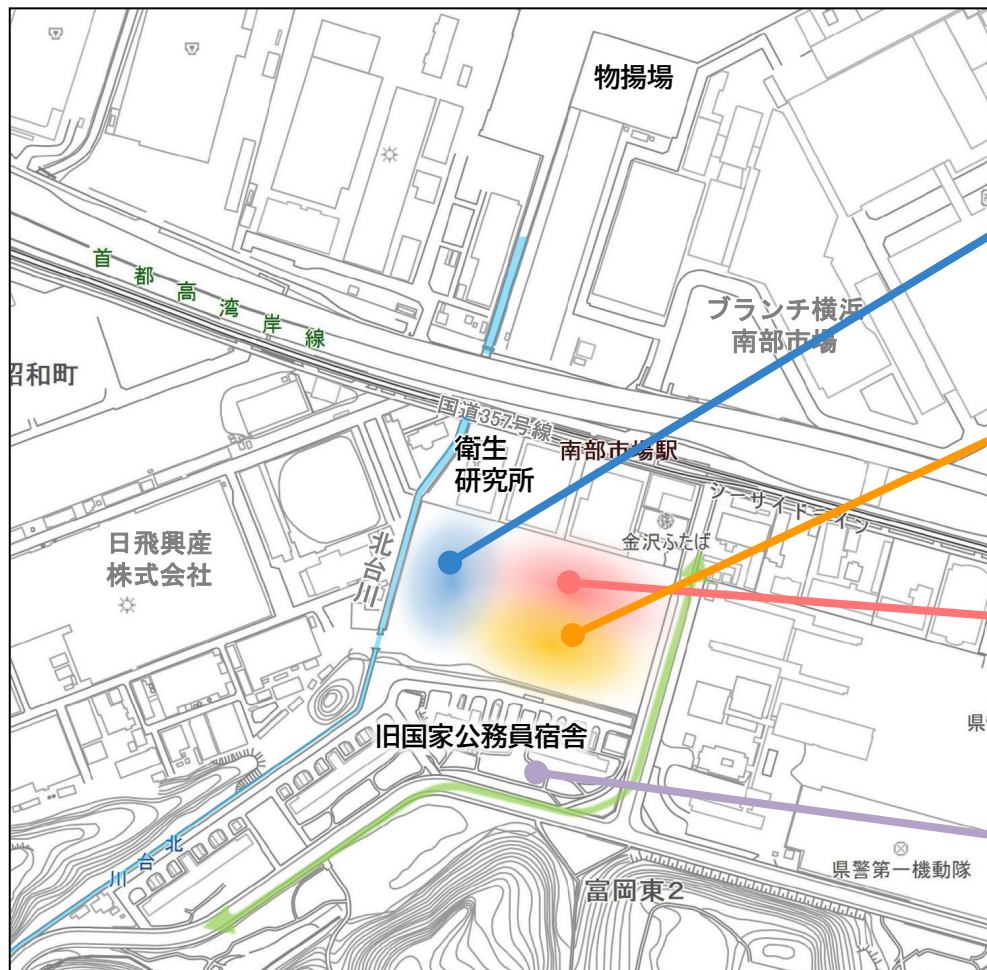 物揚場
首都高湾岸線
ブランチ横浜
南部市場
昭和町
国道357号線
衛生
研究所
南部市場駅
シーサイドライン
金沢ふたば
日飛興産
株式会社
北台川
旧国家公務員宿舎
県
北台川
県警第一機動隊
富岡東2